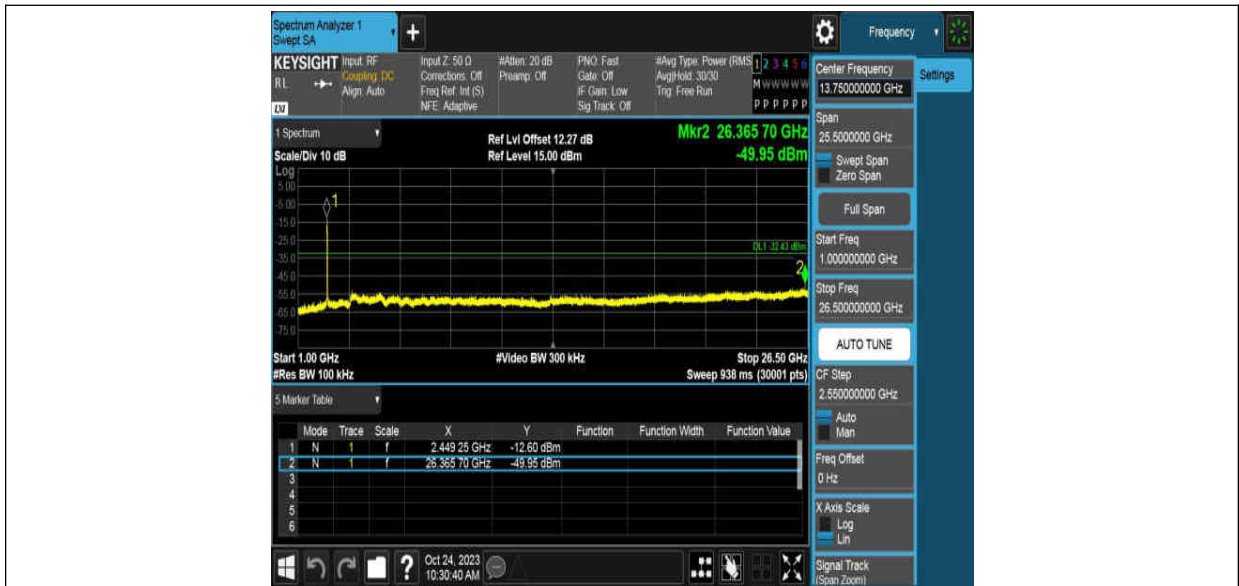 Spectrum Analyzer 1
Swept SA
Frequency
KEYSIGHT Input: RF
RL Coupling: DC
Align: Auto
Input Z: 50 Ω
Corrections: Off
Freq Ref: Int (S)
NFE: Adaptive
#Atten: 20 dB
Preamp: Off
PNO: Fast
Gate: Off
IF Gain: Low
Sig Track: Off
#Avg Type: Power (RMS
Avg|Hold: 30/30
Trig: Free Run
1 2 3 4 5 6
M W W W W W
P P P P P P
Center Frequency
13.750000000 GHz
Settings
1 Spectrum
Scale/Div 10 dB
Ref Lvl Offset 12.27 dB
Ref Level 15.00 dBm
Mkr2 26.365 70 GHz
-49.95 dBm
Log
5.00
-5.00
-15.0
-25.0
-35.0
-45.0
-55.0
-65.0
-75.0
1
DL1 -32.43 dBm
2
Start 1.00 GHz
#Res BW 100 kHz
#Video BW 300 kHz
Stop 26.50 GHz
Sweep 938 ms (30001 pts)
Span
25.5000000 GHz
Swept Span
Zero Span
Full Span
Start Freq
1.000000000 GHz
Stop Freq
26.500000000 GHz
AUTO TUNE
CF Step
2.550000000 GHz
Auto
Man
Freq Offset
0 Hz
X Axis Scale
Log
Lin
Signal Track
(Span Zoom)
5 Marker Table
Mode Trace Scale X Y Function Function Width Function Value
1 N 1 f 2.449 25 GHz -12.60 dBm
2 N 1 f 26.365 70 GHz -49.95 dBm
3
4
5
6
?
Oct 24, 2023
10:30:40 AM